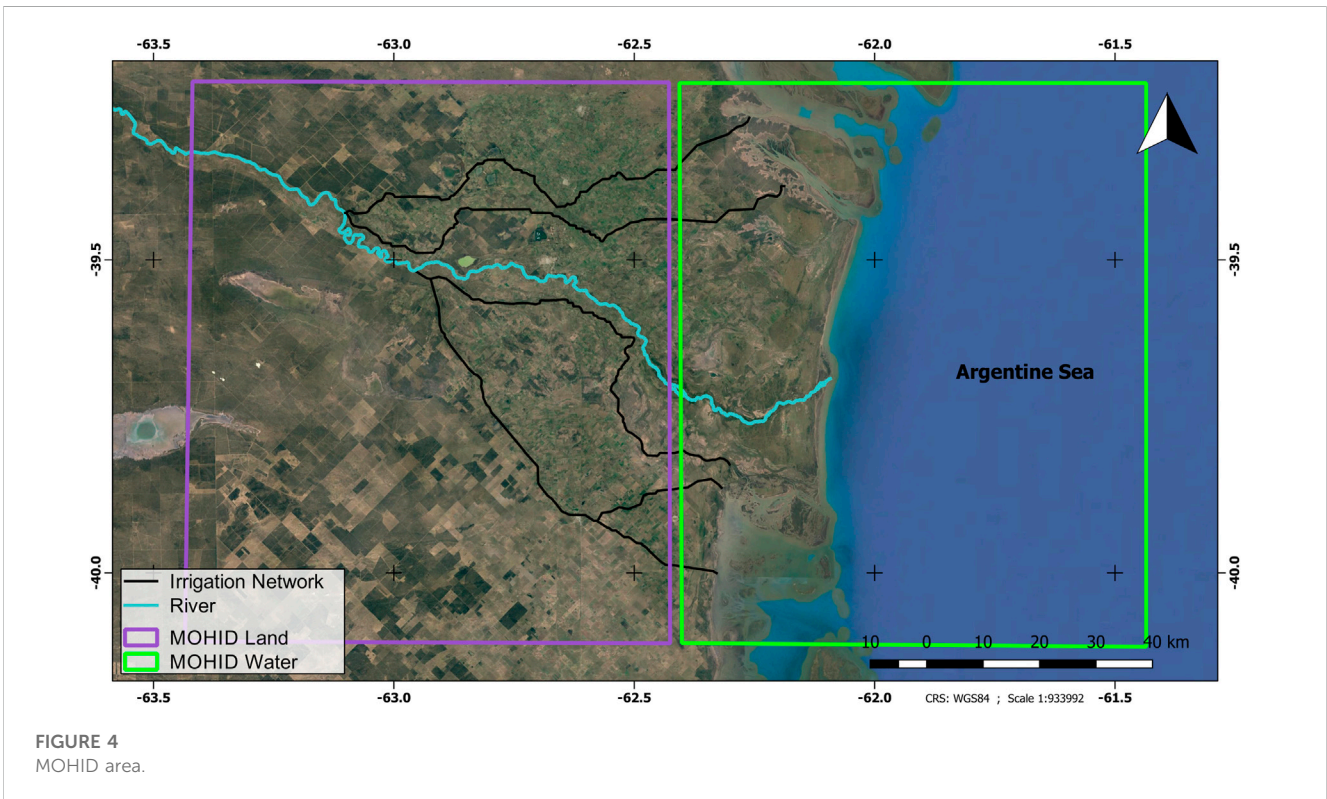 -63.5 -63.0 -62.5 -62.0 -61.5
-39.5 -39.5
Argentine Sea
-40.0 -40.0
Irrigation Network
River
MOHID Land
MOHID Water
10 0 10 20 30 40 km
-63.5 -63.0 -62.5 -62.0 -61.5
CRS: WGS84 ; Scale 1:933992
FIGURE 4
MOHID area.